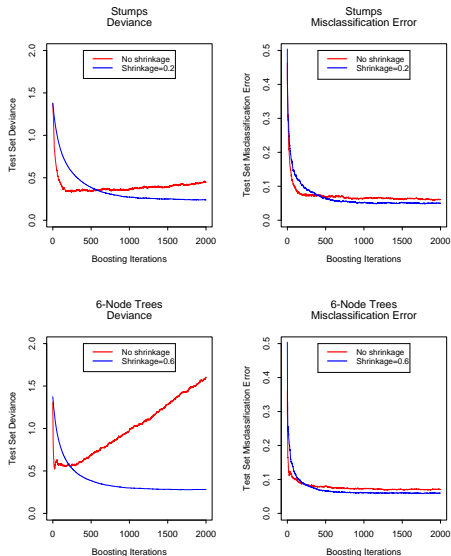 Stumps
Deviance
Test Set Deviance
2.0
1.5
1.0
0.5
0.0
No shrinkage
Shrinkage=0.2
0
500
1000
1500
2000
Boosting Iterations
Stumps
Misclassification Error
Test Set Misclassification Error
0.5
0.4
0.3
0.2
0.1
0.0
No shrinkage
Shrinkage=0.2
0
500
1000
1500
2000
Boosting Iterations
6-Node Trees
Deviance
Test Set Deviance
2.0
1.5
1.0
0.5
0.0
No shrinkage
Shrinkage=0.6
0
500
1000
1500
2000
Boosting Iterations
6-Node Trees
Misclassification Error
Test Set Misclassification Error
0.5
0.4
0.3
0.2
0.1
0.0
No shrinkage
Shrinkage=0.6
0
500
1000
1500
2000
Boosting Iterations